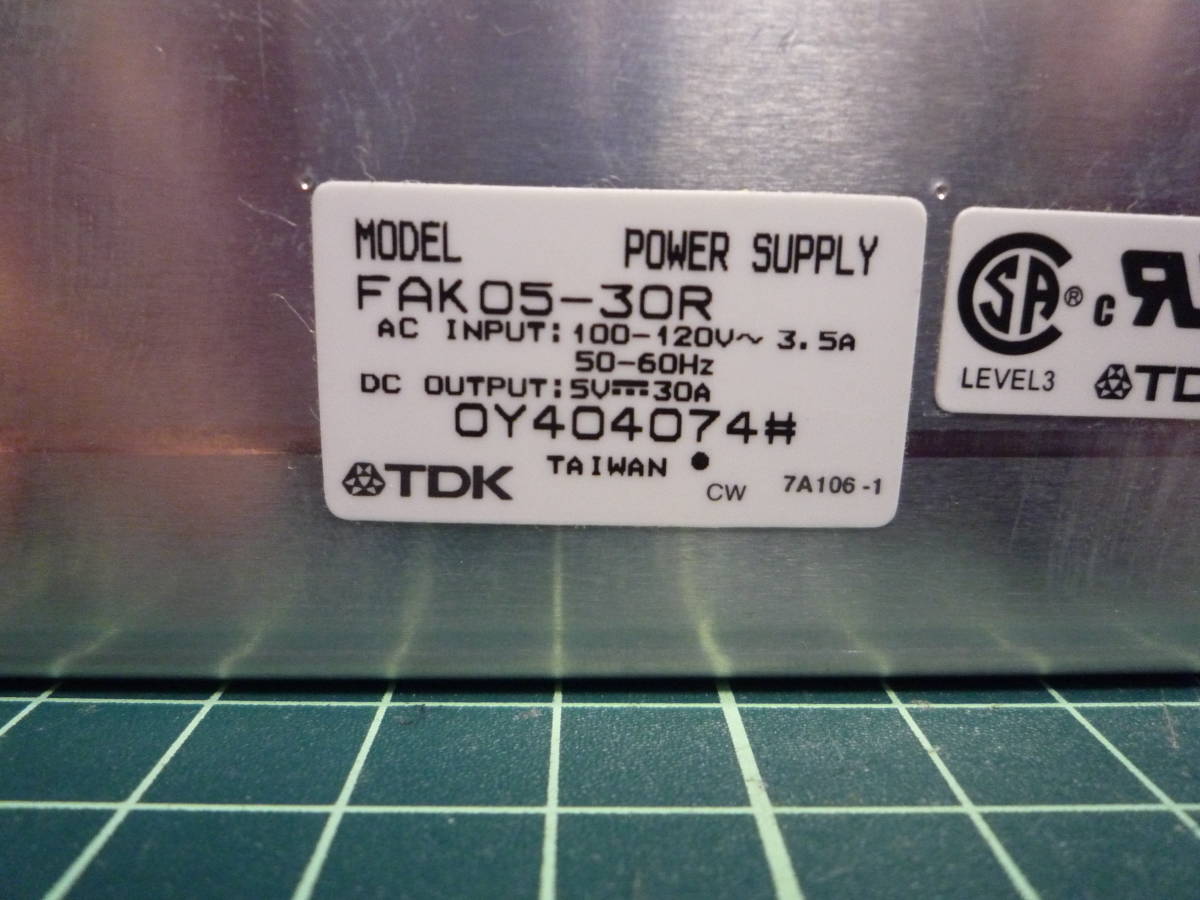 MODEL POWER SUPPLY
FAK05-30R
AC INPUT: 100-120V~ 3.5A
50-60Hz
DC OUTPUT: 5V⎓30A
0Y404074#
TAIWAN
TDK
CW 7A106-1
SA®
c
LEVEL3